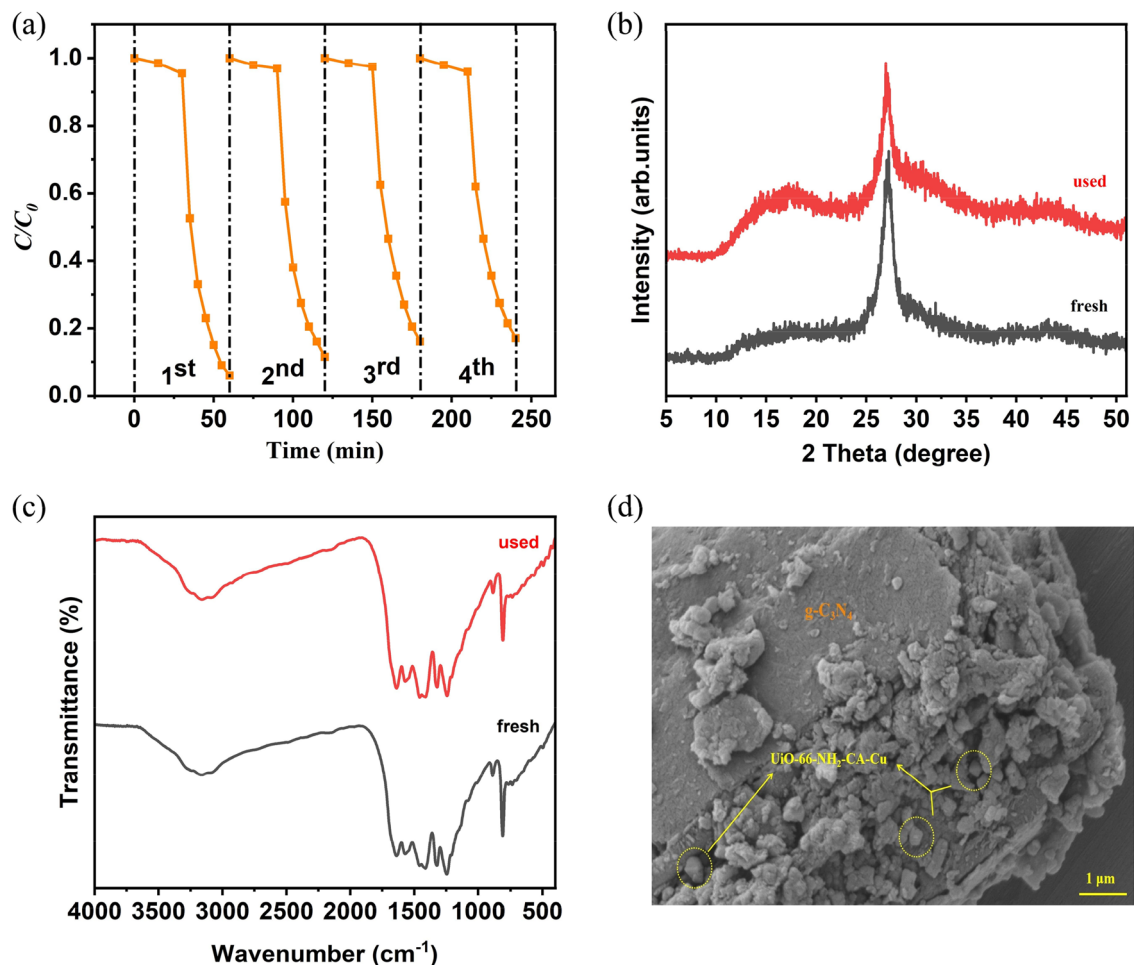 (a)
C/C₀
1.0
0.8
0.6
0.4
0.2
0.0
1st
2nd
3rd
4th
0 50 100 150 200 250
Time (min)
(b)
Intensity (arb.units)
used
fresh
5 10 15 20 25 30 35 40 45 50
2 Theta (degree)
(c)
Transmittance (%)
used
fresh
4000 3500 3000 2500 2000 1500 1000 500
Wavenumber (cm⁻¹)
(d)
g-C₃N₄
UiO-66-NH₂-CA-Cu
1 μm